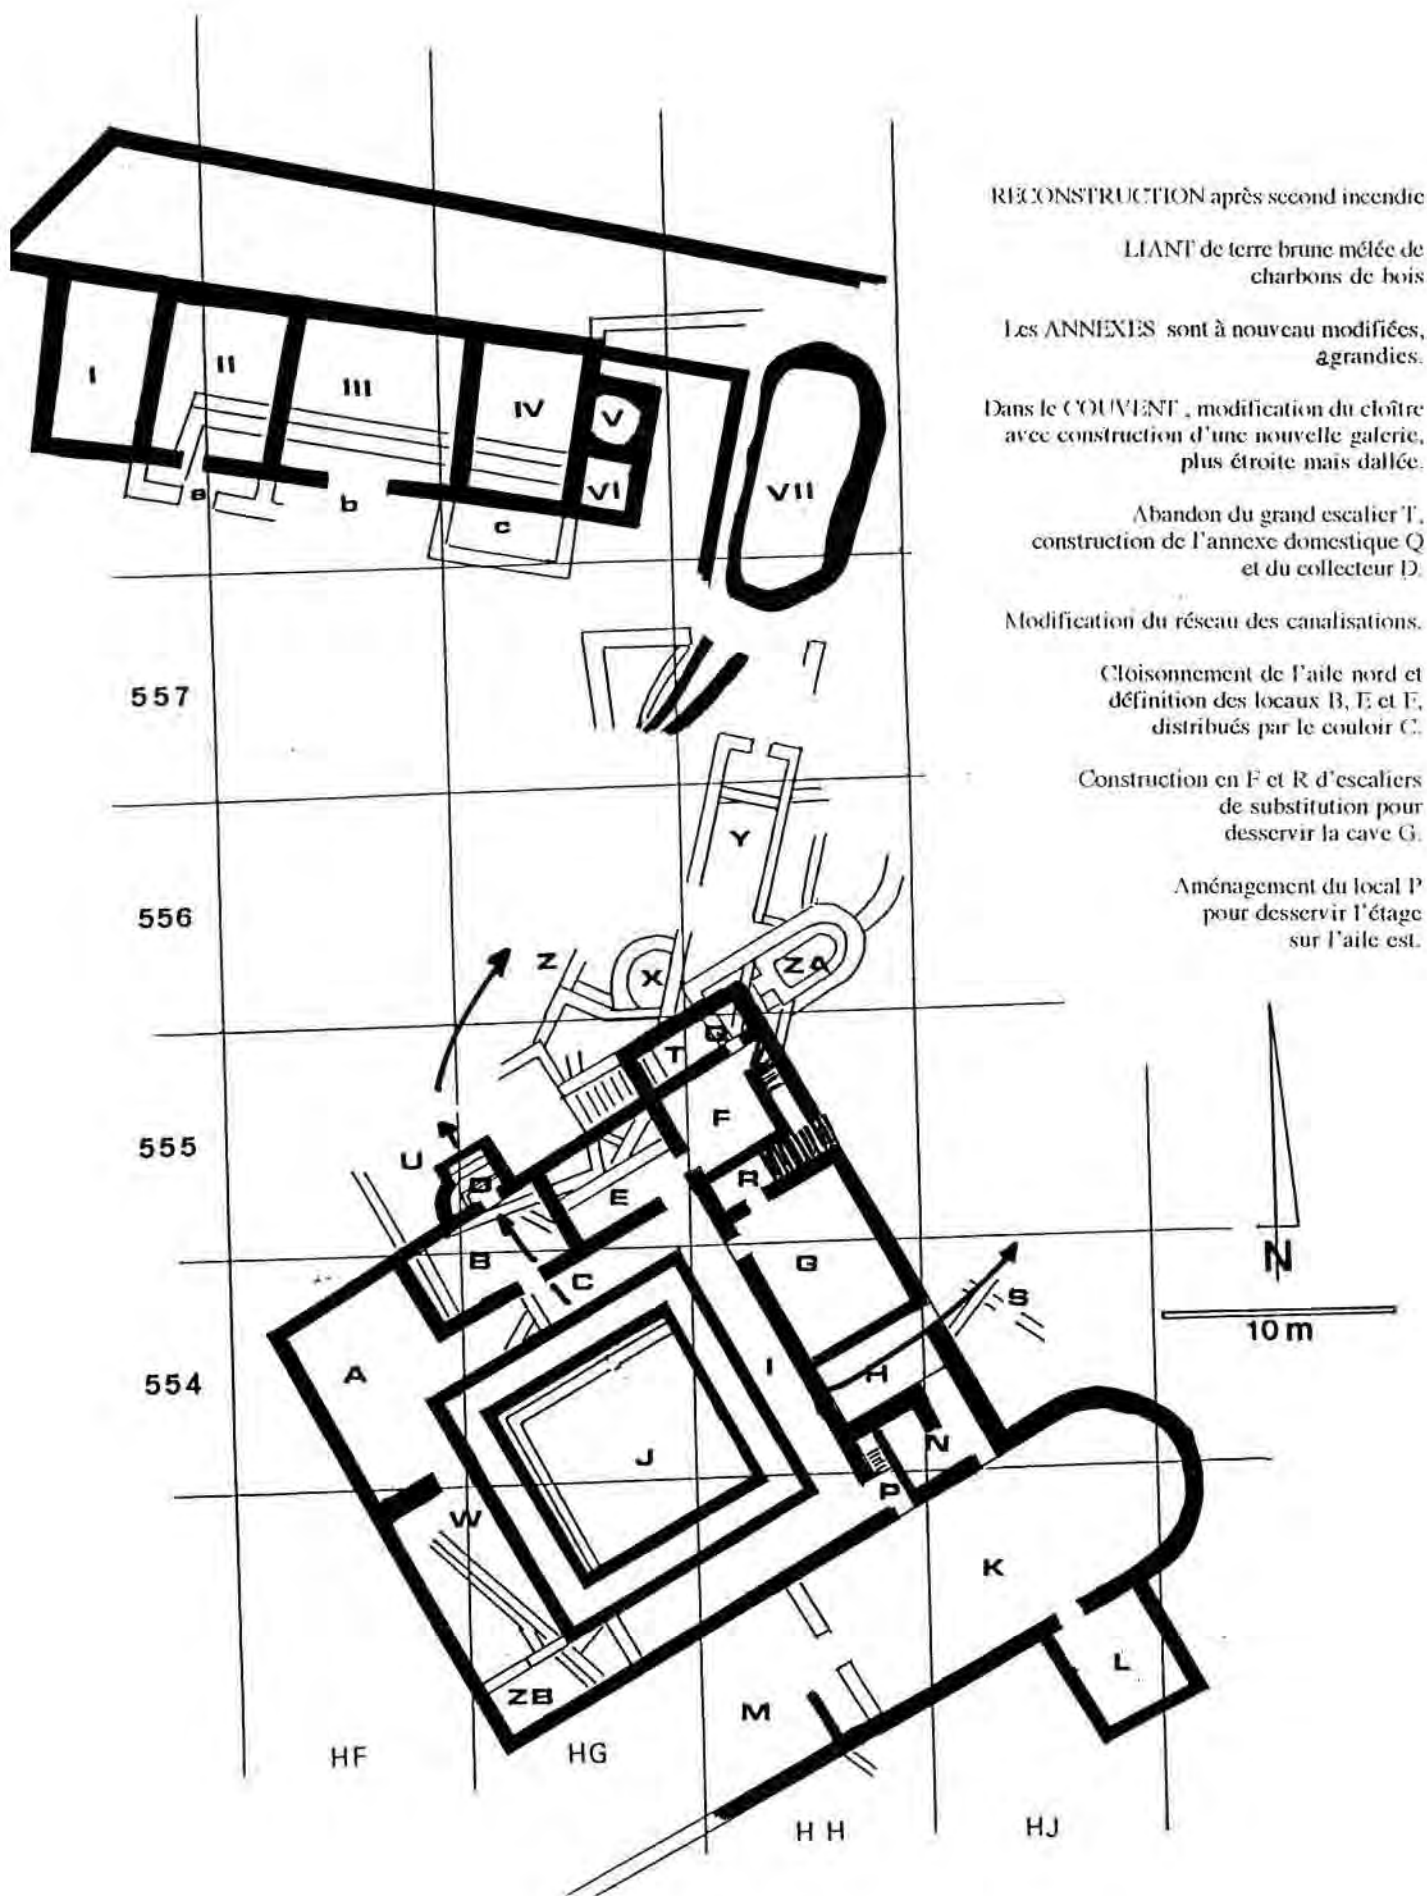 RECONSTRUCTION après second incendie
LIANT de terre brune mêlée de
charbons de bois
Les ANNEXES sont à nouveau modifiées,
agrandies.
Dans le COUVENT , modification du cloître
avec construction d'une nouvelle galerie,
plus étroite mais dallée.
Abandon du grand escalier T,
construction de l'annexe domestique Q
et du collecteur D.
Modification du réseau des canalisations.
Cloisonnement de l'aile nord et
définition des locaux B, E et F,
distribués par le couloir C.
Construction en F et R d'escaliers
de substitution pour
desservir la cave G.
Aménagement du local P
pour desservir l'étage
sur l'aile est.
I
II
III
IV
V
VI
VII
a
b
c
557
Y
556
Z
X
ZA
Q
T
F
555
U
D
R
E
B
C
G
S
N
10 m
554
A
I
H
J
N
P
W
K
L
ZB
M
HF
HG
H H
HJ